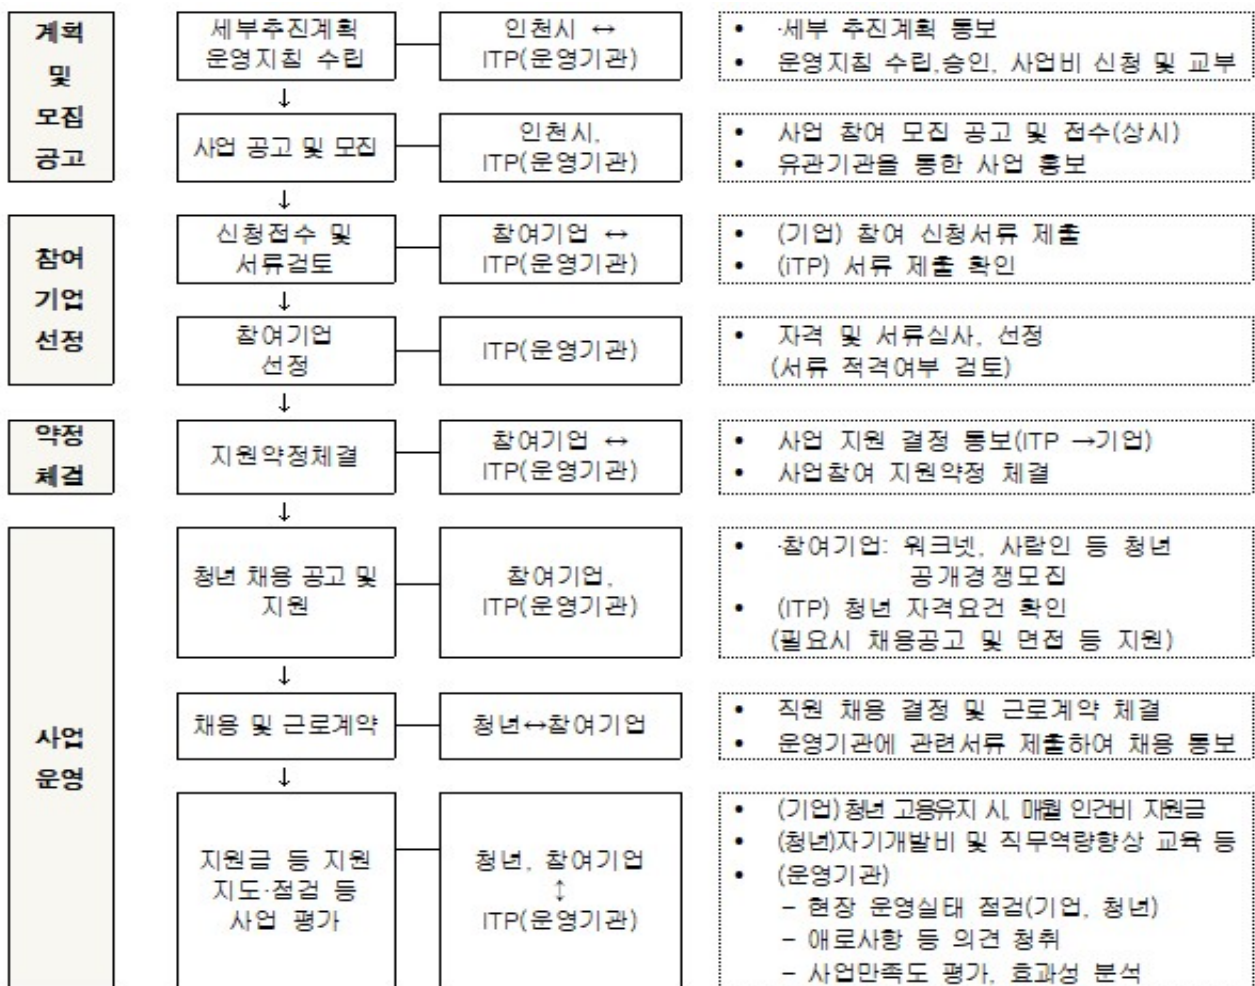 계획
및
모집
공고
세부추진계획
운영지침 수립
인천시 ↔
ITP(운영기관)
• ·세부 추진계획 통보
• 운영지침 수립,승인, 사업비 신청 및 교부
↓
사업 공고 및 모집
인천시,
ITP(운영기관)
• 사업 참여 모집 공고 및 접수(상시)
• 유관기관을 통한 사업 홍보
↓
참여
기업
선정
신청접수 및
서류검토
참여기업 ↔
ITP(운영기관)
• (기업) 참여 신청서류 제출
• (iTP) 서류 제출 확인
↓
참여기업
선정
ITP(운영기관)
• 자격 및 서류심사, 선정
(서류 적격여부 검토)
↓
약정
체결
지원약정체결
참여기업 ↔
ITP(운영기관)
• 사업 지원 결정 통보(ITP →기업)
• 사업참여 지원약정 체결
↓
사업
운영
청년 채용 공고 및
지원
참여기업,
ITP(운영기관)
• ·참여기업: 워크넷, 사람인 등 청년
공개경쟁모집
• (ITP) 청년 자격요건 확인
(필요시 채용공고 및 면접 등 지원)
↓
채용 및 근로계약
청년↔참여기업
• 직원 채용 결정 및 근로계약 체결
• 운영기관에 관련서류 제출하여 채용 통보
↓
지원금 등 지원
지도·점검 등
사업 평가
청년, 참여기업
↕
ITP(운영기관)
• (기업) 청년 고용유지 시, 매월 인건비 지원금
• (청년)자기개발비 및 직무역량향상 교육 등
• (운영기관)
– 현장 운영실태 점검(기업, 청년)
– 애로사항 등 의견 청취
– 사업만족도 평가, 효과성 분석